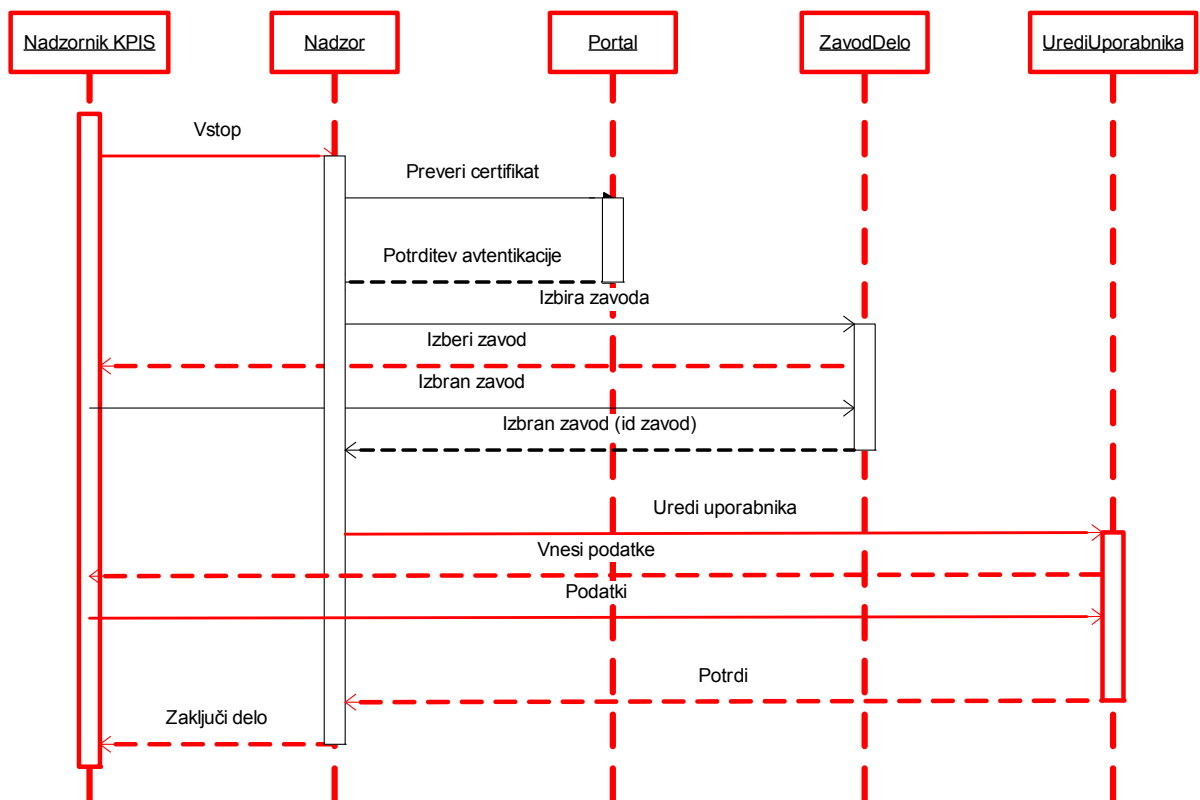 Nadzornik KPIS
Nadzor
Portal
ZavodDelo
UrediUporabnika
Vstop
Preveri certifikat
Potrditev avtentikacije
Izbira zavoda
Izberi zavod
Izbran zavod
Izbran zavod (id zavod)
Uredi uporabnika
Vnesi podatke
Podatki
Potrdi
Zaključi delo